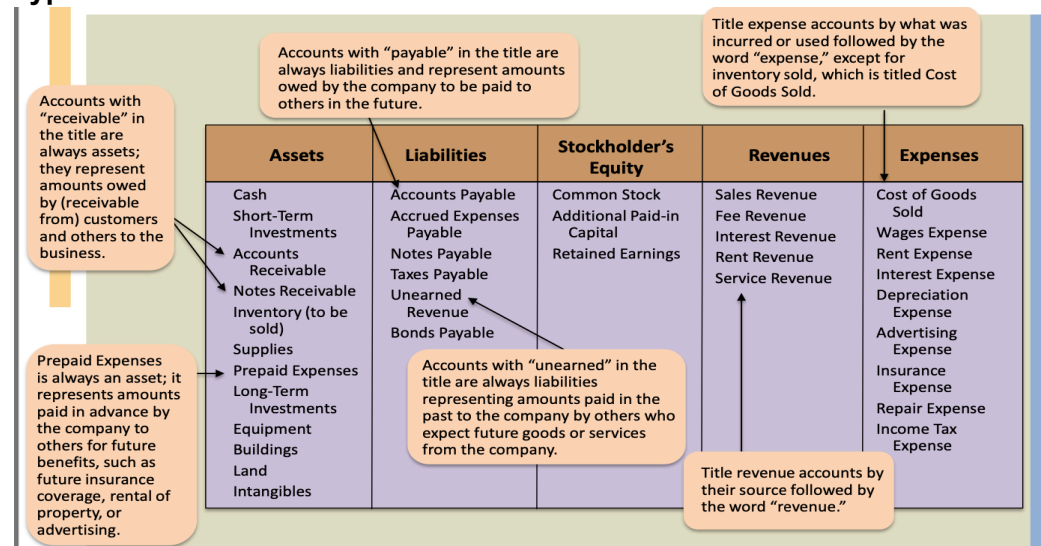 Title expense accounts by what was
incurred or used followed by the
word “expense,” except for
inventory sold, which is titled Cost
of Goods Sold.
Accounts with “payable” in the title are
always liabilities and represent amounts
owed by the company to be paid to
others in the future.
Accounts with
“receivable” in
the title are
always assets;
they represent
amounts owed
by (receivable
from) customers
and others to the
business.
Assets
Cash
Short-Term
Investments
Accounts
Receivable
Notes Receivable
Inventory (to be
sold)
Supplies
Prepaid Expenses
Long-Term
Investments
Equipment
Buildings
Land
Intangibles
Liabilities
Accounts Payable
Accrued Expenses
Payable
Notes Payable
Taxes Payable
Unearned
Revenue
Bonds Payable
Stockholder’s
Equity
Common Stock
Additional Paid-in
Capital
Retained Earnings
Revenues
Sales Revenue
Fee Revenue
Interest Revenue
Rent Revenue
Service Revenue
Expenses
Cost of Goods
Sold
Wages Expense
Rent Expense
Interest Expense
Depreciation
Expense
Advertising
Expense
Insurance
Expense
Repair Expense
Income Tax
Expense
Prepaid Expenses
is always an asset; it
represents amounts
paid in advance by
the company to
others for future
benefits, such as
future insurance
coverage, rental of
property, or
advertising.
Accounts with “unearned” in the
title are always liabilities
representing amounts paid in the
past to the company by others who
expect future goods or services
from the company.
Title revenue accounts by
their source followed by
the word “revenue.”